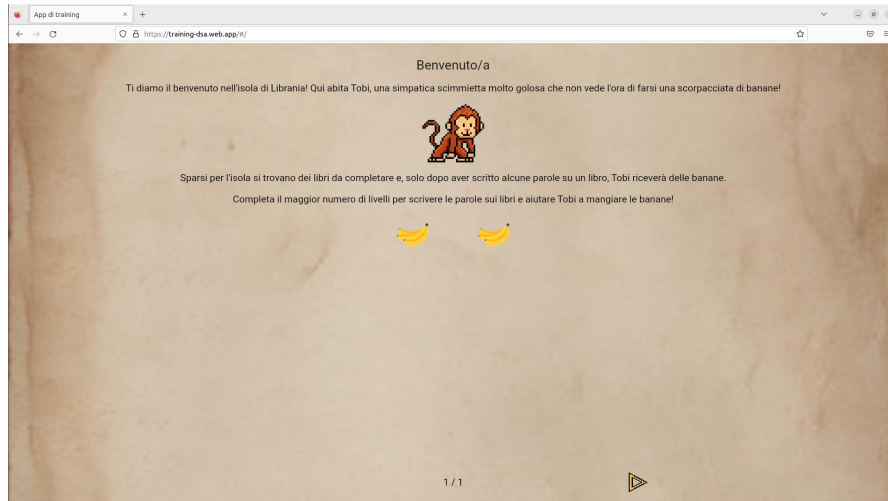 App di training
https://training-dsa.web.app/#/
Benvenuto/a
Ti diamo il benvenuto nell'isola di Librania! Qui abita Tobi, una simpatica scimmietta molto golosa che non vede l'ora di farsi una scorpacciata di banane!
Sparsi per l'isola si trovano dei libri da completare e, solo dopo aver scritto alcune parole su un libro, Tobi riceverà delle banane.
Completa il maggior numero di livelli per scrivere le parole sui libri e aiutare Tobi a mangiare le banane!
1 / 1